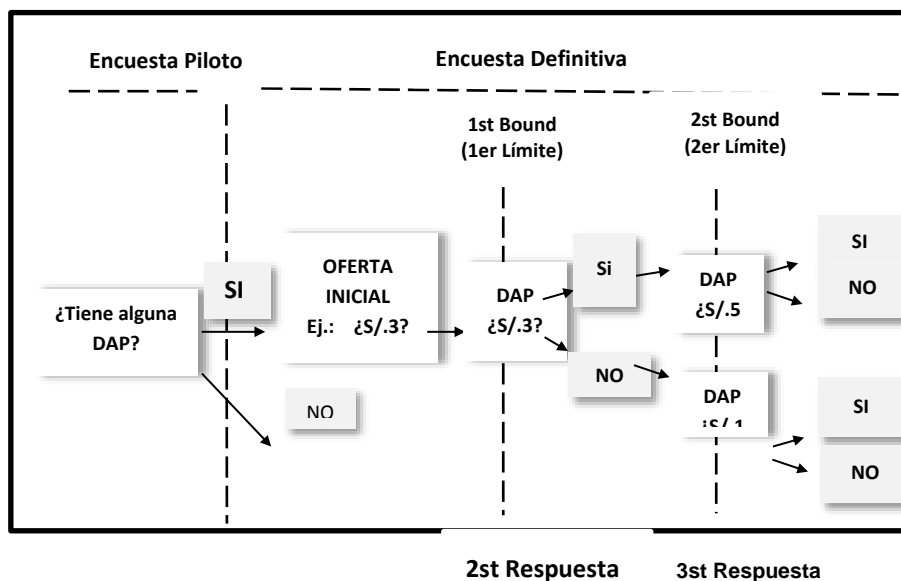 Encuesta Piloto
Encuesta Definitiva
1st Bound
(1er Límite)
2st Bound
(2er Límite)
¿Tiene alguna
DAP?
SI
NO
OFERTA
INICIAL
Ej.: ¿S/.3?
DAP
¿S/.3?
Si
NO
DAP
¿S/.5
DAP
¿S/.1
SI
NO
SI
NO
2st Respuesta
3st Respuesta